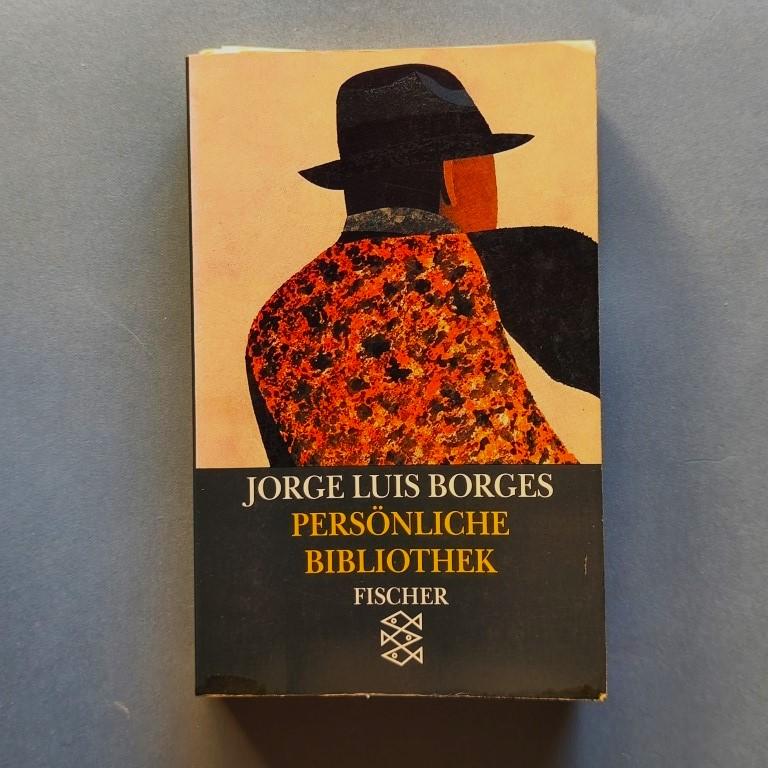 JORGE LUIS BORGES
PERSÖNLICHE
BIBLIOTHEK
FISCHER